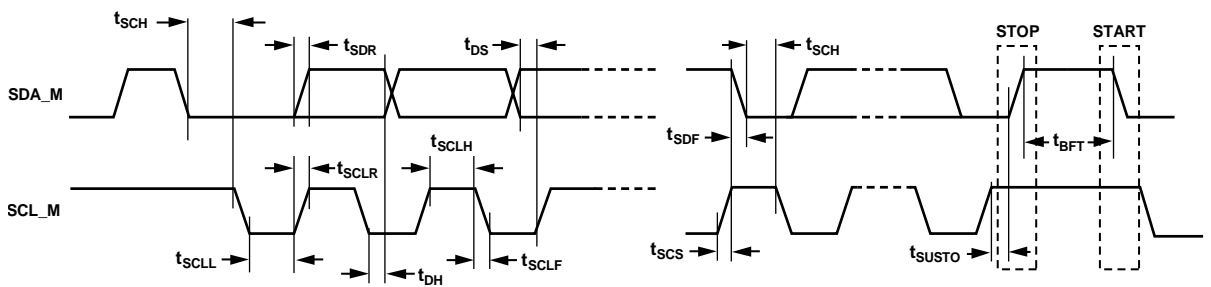 tSCH
tSDR
tDS
tSCH
STOP
START
SDA_M
tSDF
tBFT
tSCLH
tSCLR
SCL_M
tSCLL
tDH
tSCLF
tSCS
tSUSTO